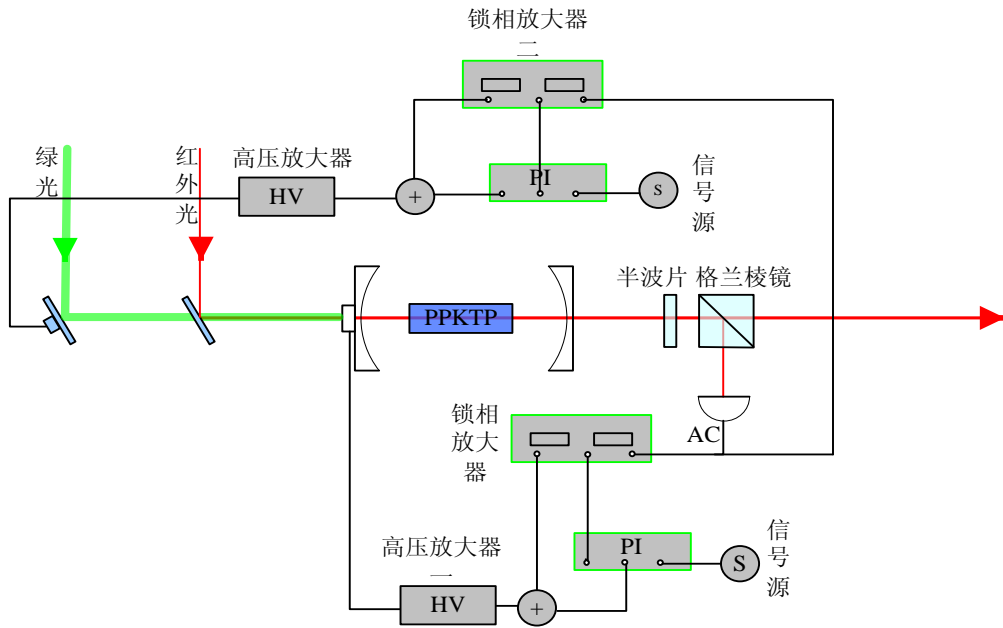 锁相放大器
二
绿
光
红
外
光
高压放大器
HV
+
PI
S
信
号
源
半波片 格兰棱镜
PPKTP
AC
锁相
放大
器
高压放大器
一
HV
+
PI
S
信
号
源